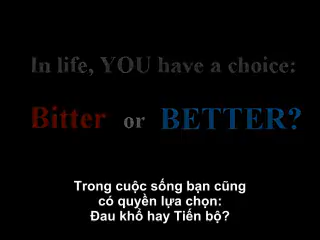 In life, YOU have a choice:
Bitter or BETTER?
Trong cuộc sống bạn cũng
có quyền lựa chọn:
Đau khổ hay Tiến bộ?